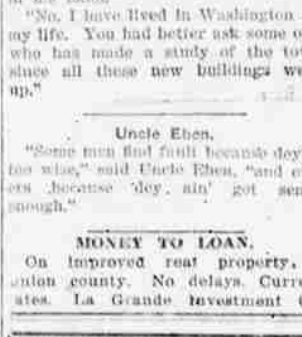 "No, I have lived in Washington
my life. You had better ask some o
who has made a study of the to
since all these new buildings we
up."
Uncle Eben.
"Some men find fault because dey
too wise," said Uncle Eben, "and o
ers because 'dey ain' got sen
enough."
MONEY TO LOAN.
On improved real property,
union county. No delays. Curre
ates. La Grande Investment